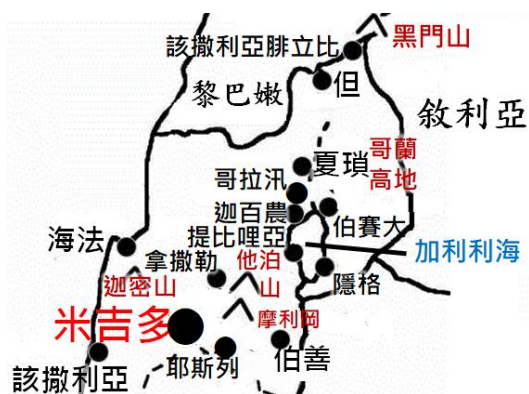 黑門山
該撒利亞腓立比
但
黎巴嫩
敘利亞
夏瑣
哥蘭
高地
哥拉汛
迦百農
伯賽大
提比哩亞
海法
加利利海
拿撒勒
他泊
山
隱格
迦密山
米吉多
摩利岡
耶斯列
伯善
該撒利亞